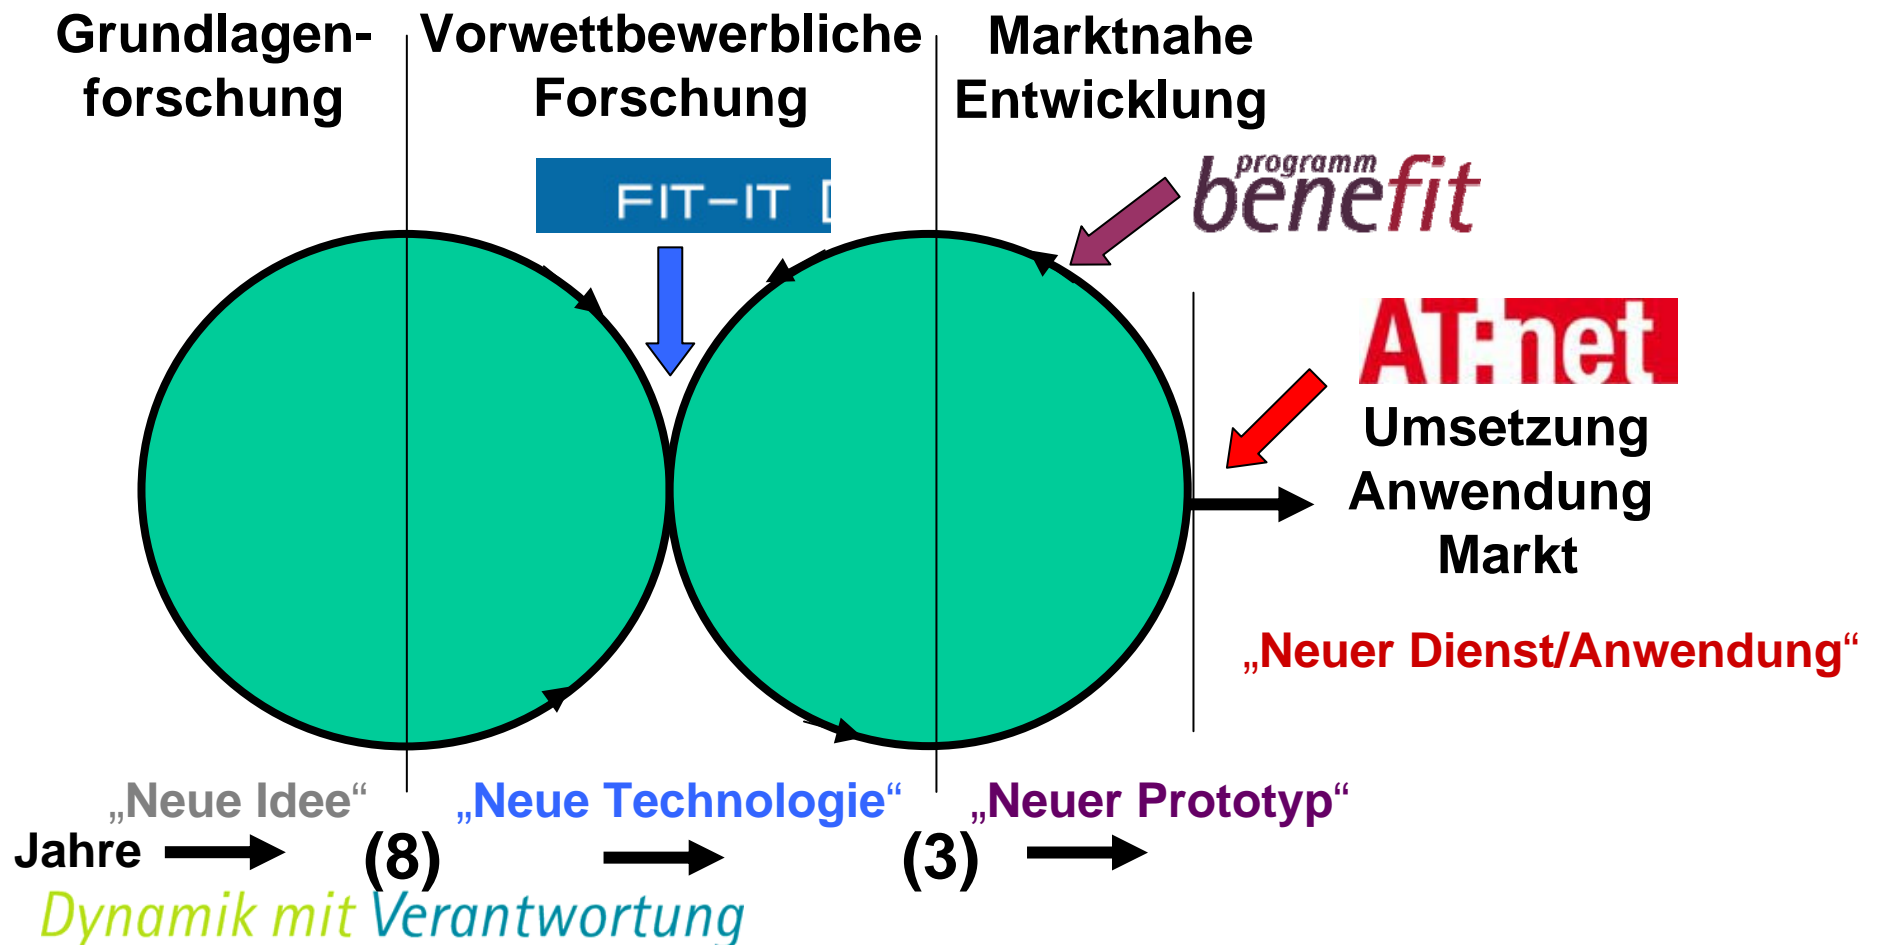 Grundlagen-
forschung
Vorwettbewerbliche
Forschung
Marktnahe
Entwicklung
FIT-IT [
programm
benefit
AT:net
Umsetzung
Anwendung
Markt
„Neuer Dienst/Anwendung“
„Neue Idee“
„Neue Technologie“
„Neuer Prototyp“
Jahre
(8)
(3)
Dynamik mit Verantwortung